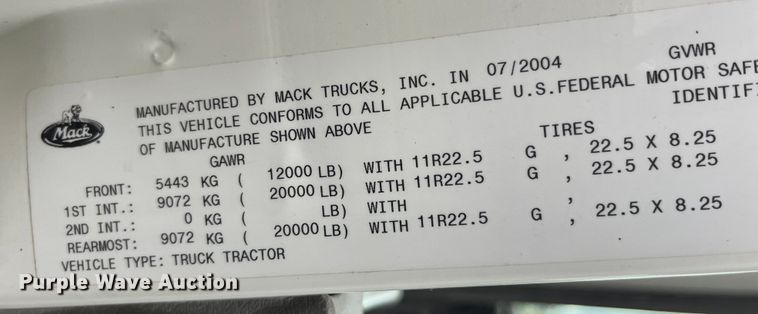 MANUFACTURED BY MACK TRUCKS, INC. IN 07/2004 GVWR
THIS VEHICLE CONFORMS TO ALL APPLICABLE U.S.FEDERAL MOTOR
OF MANUFACTURE SHOWN ABOVE
Mack
GAWR TIRES
FRONT: 5443 KG ( 12000 LB) WITH 11R22.5 G , 22.5 X 8.25
1ST INT.: 9072 KG ( 20000 LB) WITH 11R22.5 G , 22.5 X 8.25
2ND INT.: 0 KG ( LB) WITH ,
REARMOST: 9072 KG ( 20000 LB) WITH 11R22.5 G , 22.5 X 8.25
VEHICLE TYPE: TRUCK TRACTOR
Purple Wave Auction